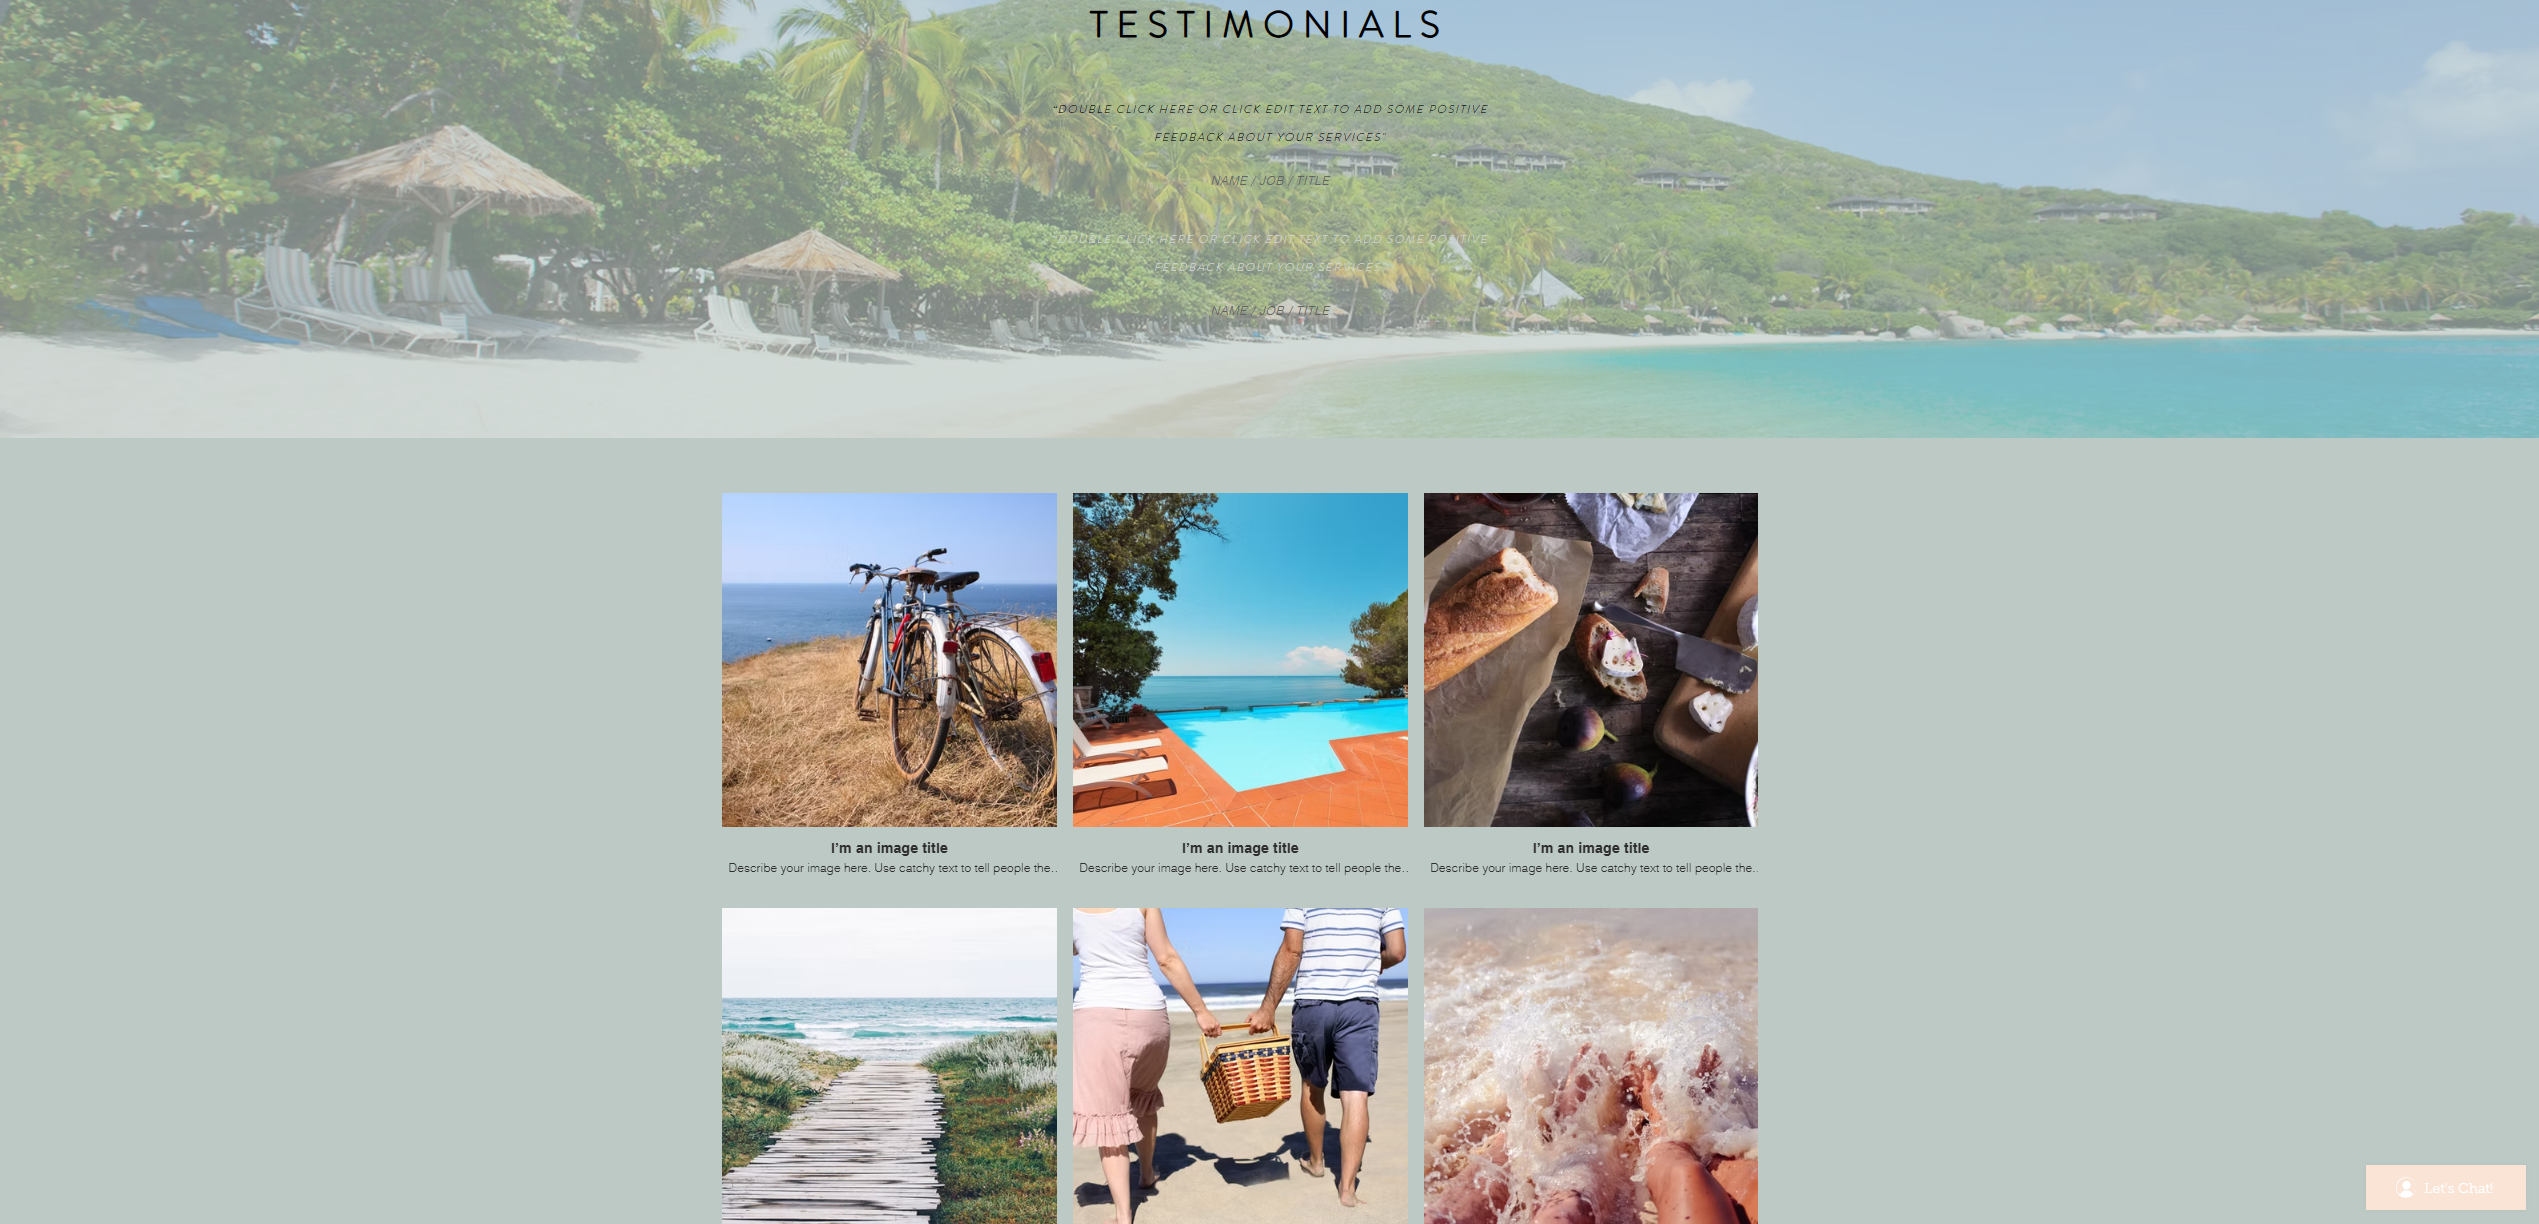 TESTIMONIALS
"DOUBLE CLICK HERE OR CLICK EDIT TEXT TO ADD SOME POSITIVE
FEEDBACK ABOUT YOUR SERVICES"
NAME / JOB / TITLE
"DOUBLE CLICK HERE OR CLICK EDIT TEXT TO ADD SOME POSITIVE
FEEDBACK ABOUT YOUR SERVICES"
NAME / JOB / TITLE
I'm an image title
Describe your image here. Use catchy text to tell people the..
I'm an image title
Describe your image here. Use catchy text to tell people the..
I'm an image title
Describe your image here. Use catchy text to tell people the..
Let's Chat!